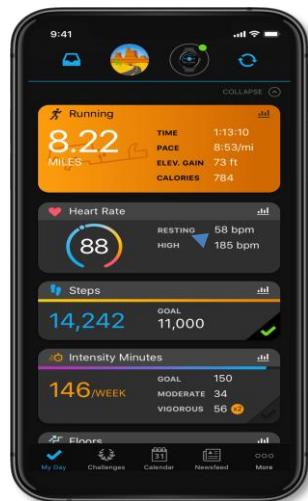 9:41
COLLAPSE
Running
8.22
MILES
TIME 1:13:10
PACE 8:53/mi
ELEV. GAIN 73 ft
CALORIES 784
Heart Rate
88
RESTING 58 bpm
HIGH 185 bpm
Steps
14,242
GOAL
11,000
Intensity Minutes
146/WEEK
GOAL 150
MODERATE 34
VIGOROUS 56 x2
Floors
31
My Day Challenges Calendar Newsfeed More